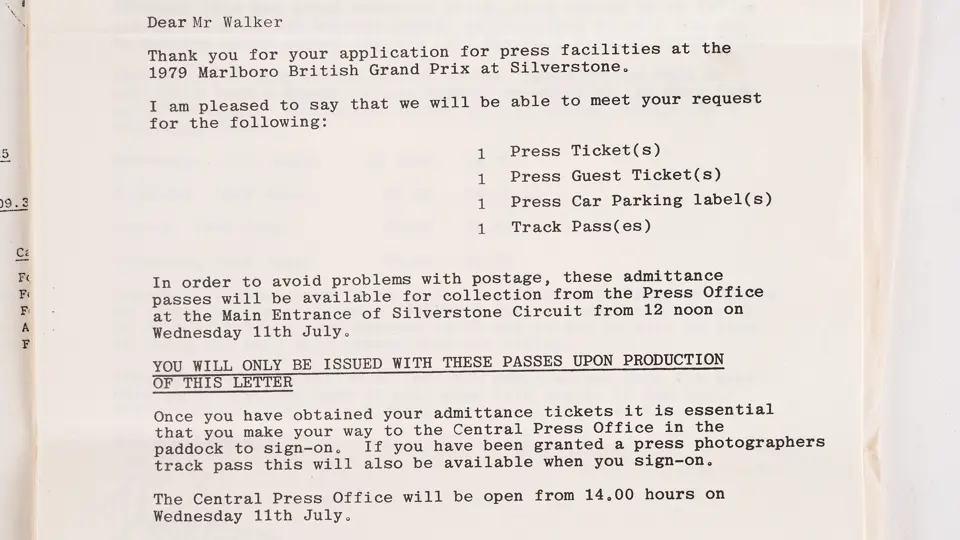 Dear Mr Walker
Thank you for your application for press facilities at the
1979 Marlboro British Grand Prix at Silverstone.
I am pleased to say that we will be able to meet your request
for the following:
1 Press Ticket(s)
1 Press Guest Ticket(s)
1 Press Car Parking label(s)
1 Track Pass(es)
In order to avoid problems with postage, these admittance
passes will be available for collection from the Press Office
at the Main Entrance of Silverstone Circuit from 12 noon on
Wednesday 11th July.
YOU WILL ONLY BE ISSUED WITH THESE PASSES UPON PRODUCTION
OF THIS LETTER
Once you have obtained your admittance tickets it is essential
that you make your way to the Central Press Office in the
paddock to sign-on. If you have been granted a press photographers
track pass this will also be available when you sign-on.
The Central Press Office will be open from 14.00 hours on
Wednesday 11th July.